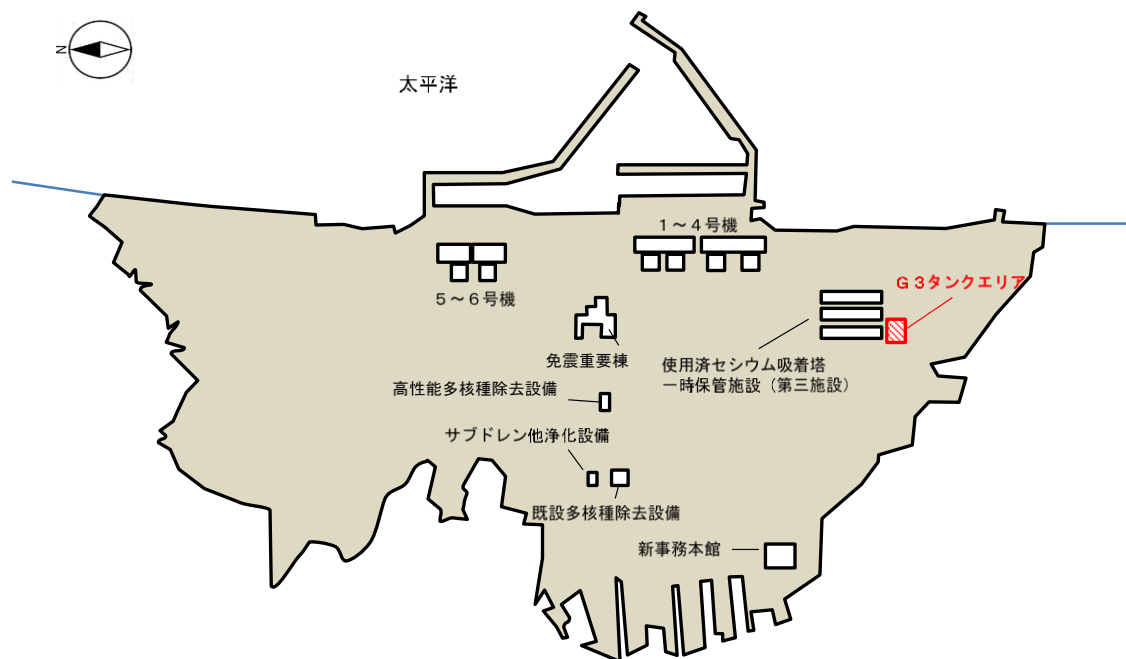 N
太平洋
１～４号機
Ｇ３タンクエリア
５～６号機
免震重要棟
使用済セシウム吸着塔
一時保管施設（第三施設）
高性能多核種除去設備
サブドレン他浄化設備
既設多核種除去設備
新事務本館